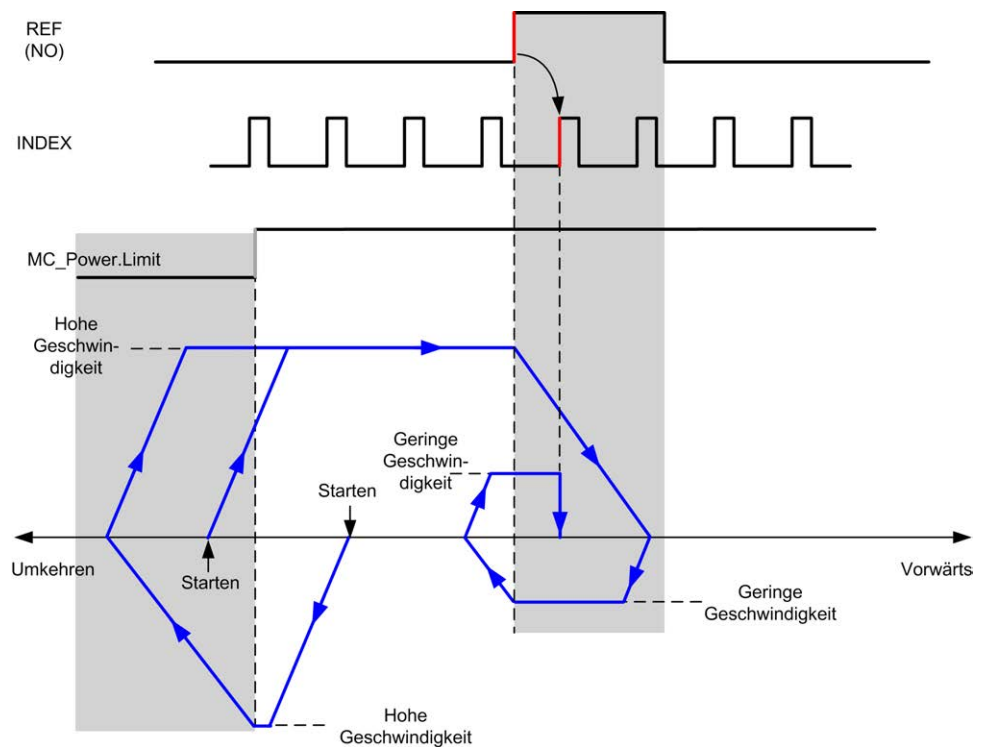 REF
(NO)
INDEX
MC_Power.Limit
Hohe
Geschwin-
digkeit
Geringe
Geschwin-
digkeit
Starten
Umkehren
Starten
Vorwärts
Geringe
Geschwindigkeit
Hohe
Geschwindigkeit